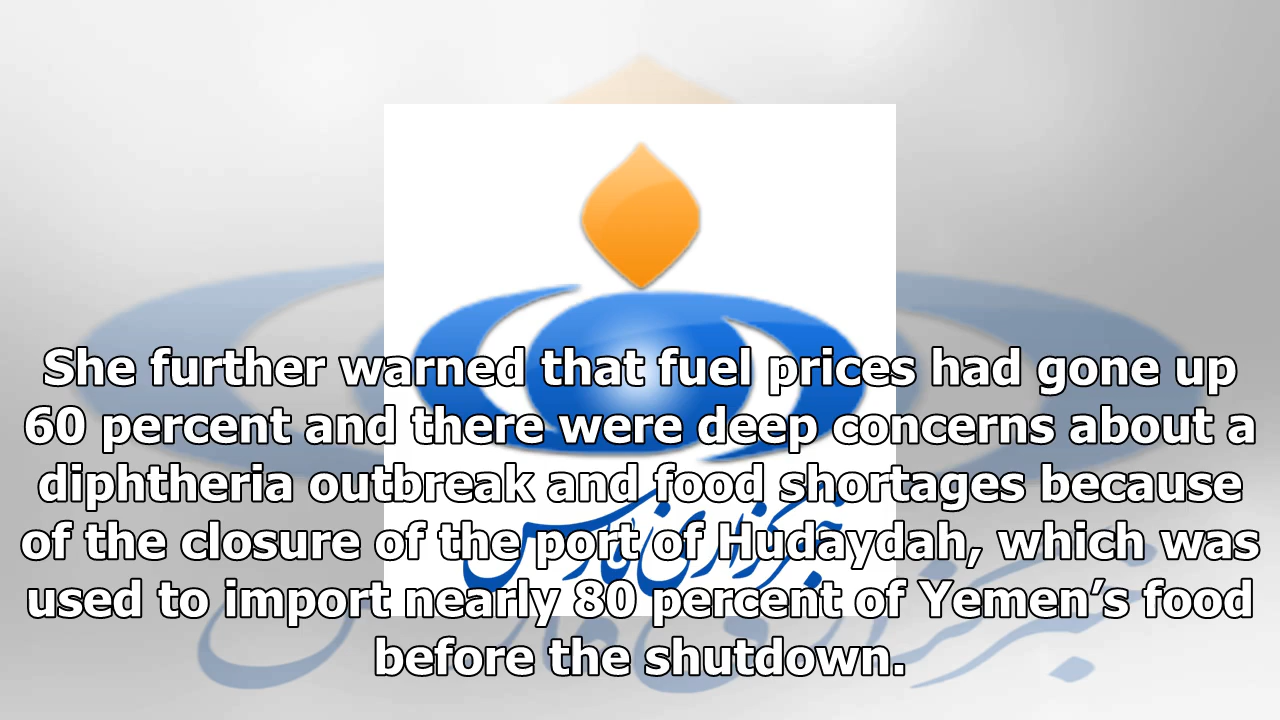 She further warned that fuel prices had gone up
60 percent and there were deep concerns about a
diphtheria outbreak and food shortages because
of the closure of the port of Hudaydah, which was
used to import nearly 80 percent of Yemen’s food
before the shutdown.
خبرگزاری فارس